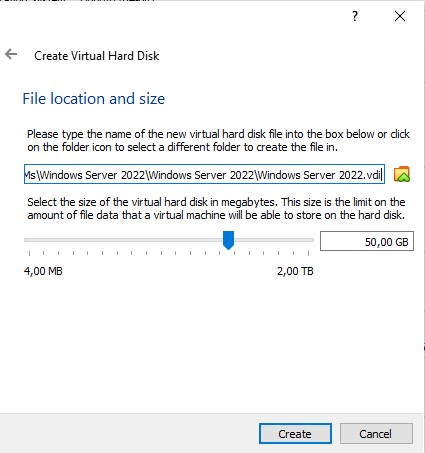 ?
Create Virtual Hard Disk
File location and size
Please type the name of the new virtual hard disk file into the box below or click
on the folder icon to select a different folder to create the file in.
Ms\Windows Server 2022\Windows Server 2022\Windows Server 2022.vdi
Select the size of the virtual hard disk in megabytes. This size is the limit on the
amount of file data that a virtual machine will be able to store on the hard disk.
50,00 GB
4,00 MB 2,00 TB
Create Cancel